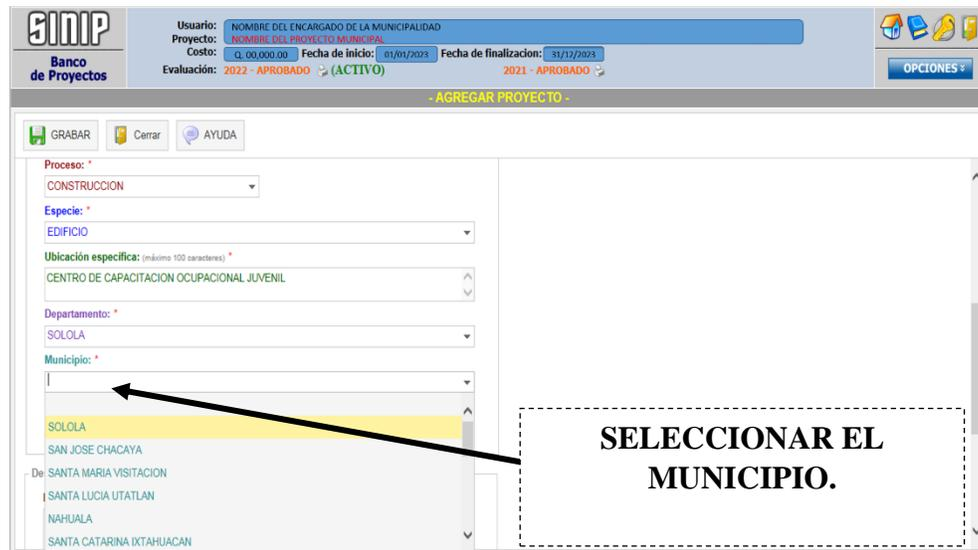 SINIP
Banco
de Proyectos
Usuario: NOMBRE DEL ENCARGADO DE LA MUNICIPALIDAD
Proyecto: NOMBRE DEL PROYECTO MUNICIPAL
Costo: Q. 00,000.00 Fecha de inicio: 01/01/2023 Fecha de finalizacion: 31/12/2023
Evaluación: 2022 - APROBADO (ACTIVO) 2021 - APROBADO
OPCIONES
- AGREGAR PROYECTO -
GRABAR Cerrar AYUDA
Proceso: *
CONSTRUCCION
Especie: *
EDIFICIO
Ubicación específica: (máximo 100 caracteres) *
CENTRO DE CAPACITACION OCUPACIONAL JUVENIL
Departamento: *
SOLOLA
Municipio: *
SOLOLA
SAN JOSE CHACAYA
De
SANTA MARIA VISITACION
SANTA LUCIA UTATLAN
NAHUALA
SANTA CATARINA IXTAHUACAN
SELECCIONAR EL
MUNICIPIO.